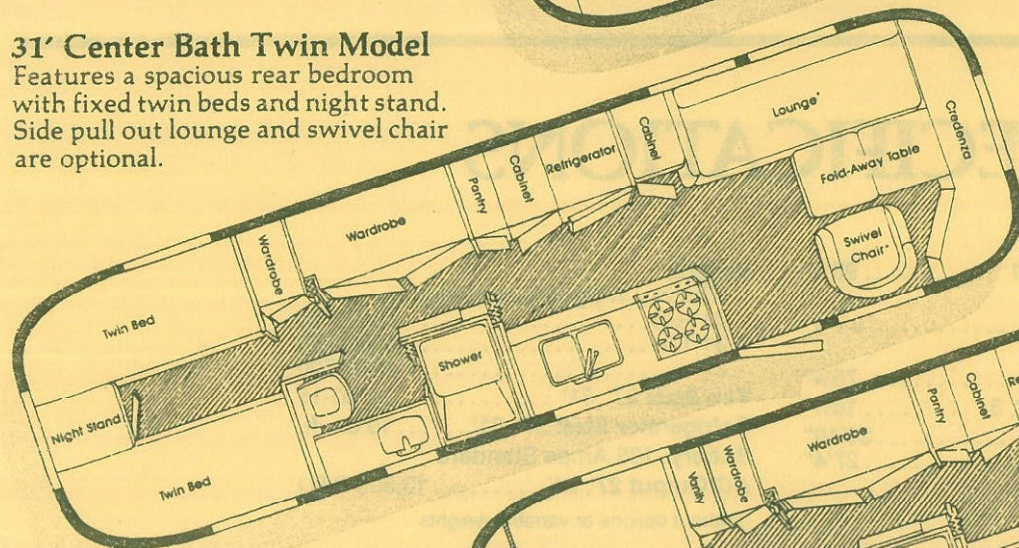 31′ Center Bath Twin Model
Features a spacious rear bedroom
with fixed twin beds and night stand.
Side pull out lounge and swivel chair
are optional.
Lounge*
Credenza
Cabinet
Refrigerator
Cabinet
Pantry
Wardrobe
Wardrobe
Twin Bed
Fold-Away Table
Swivel
Chair*
Shower
Night Stand
Twin Bed
Pantry
Cabinet
Wardrobe
Wardrobe
Vanity